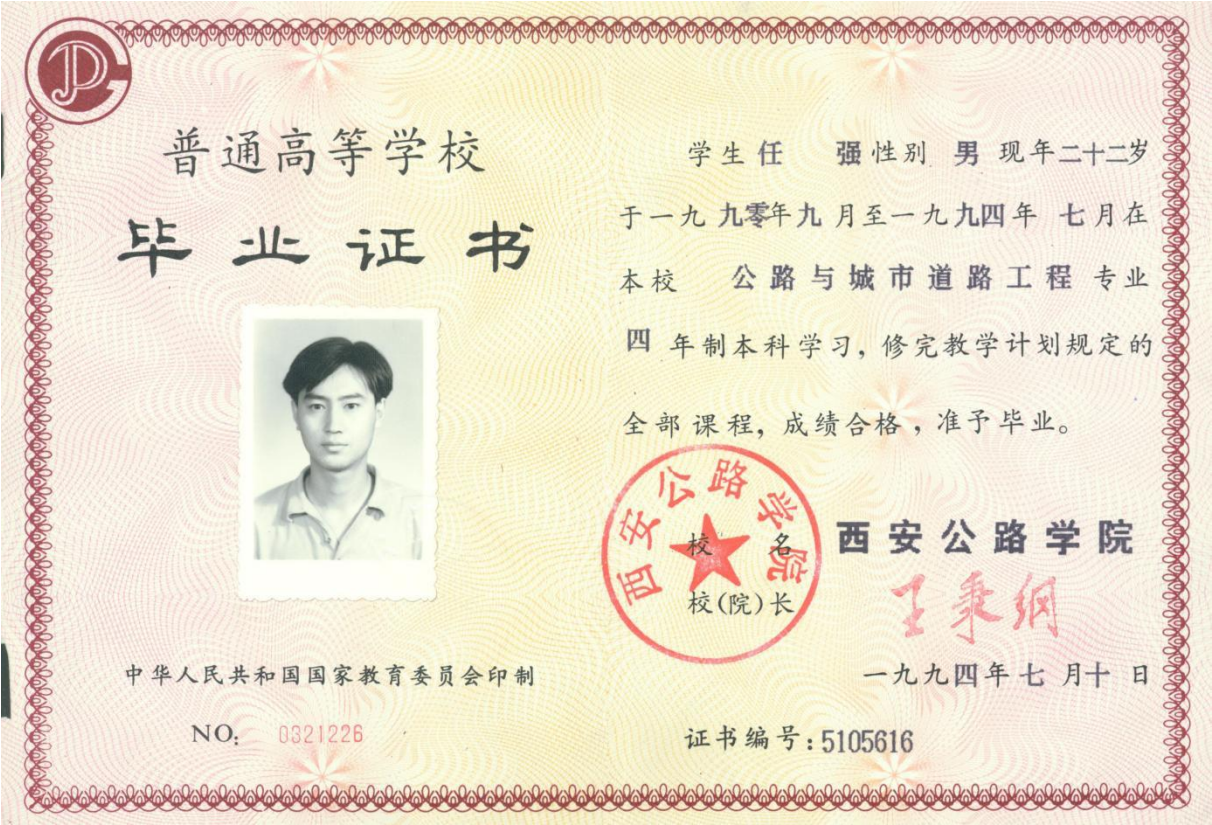 普通高等学校
毕业证书
中华人民共和国国家教育委员会印制
NO: 0321226
学生任 强性别 男 现年二十二岁
于一九九零年九月至一九九四年 七月在
本校 公路与城市道路工程 专业
四 年制本科学习,修完教学计划规定的
全部课程,成绩合格,准予毕业。
西安公路学院
校 名 西安公路学院
校(院)长 王秉纲
一九九四年七月十日
证书编号:5105616